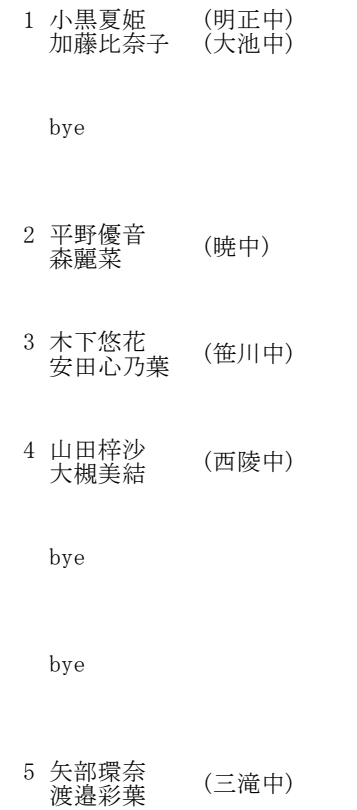 1 小黒夏姫 (明正中)
加藤比奈子 (大池中)
bye
2 平野優音
森麗菜 (暁中)
3 木下悠花
安田心乃葉 (笹川中)
4 山田梓沙
大槻美結 (西陵中)
bye
bye
5 矢部環奈
渡邉彩葉 (三滝中)